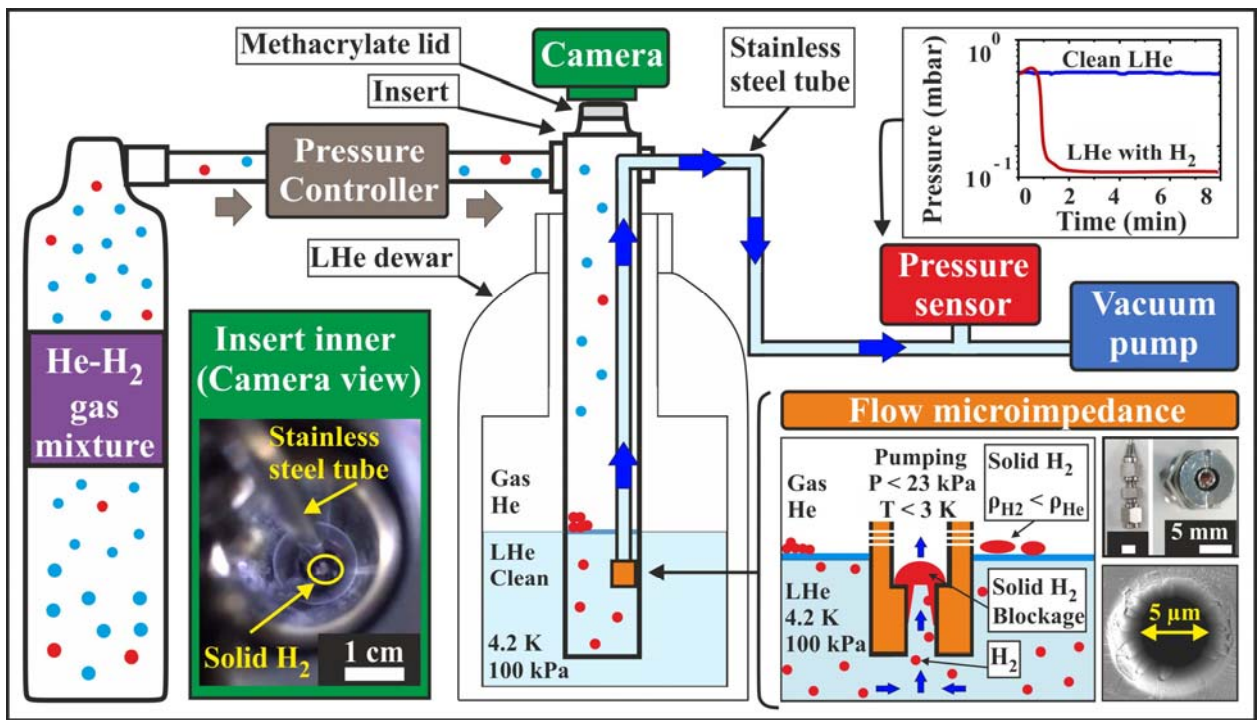 Methacrylate lid
Insert
Camera
Stainless
steel tube
Pressure
Controller
LHe dewar
He-H2
gas
mixture
Insert inner
(Camera view)
Stainless
steel tube
Solid H2
1 cm
Gas
He
LHe
Clean
4.2 K
100 kPa
Pressure (mbar)
10^0
10^-1
Clean LHe
LHe with H2
0 2 4 6 8
Time (min)
Pressure
sensor
Vacuum
pump
Flow microimpedance
Gas
He
Pumping
P < 23 kPa
T < 3 K
Solid H2
ρH2 < ρHe
LHe
4.2 K
100 kPa
Solid H2
Blockage
H2
5 mm
5 µm